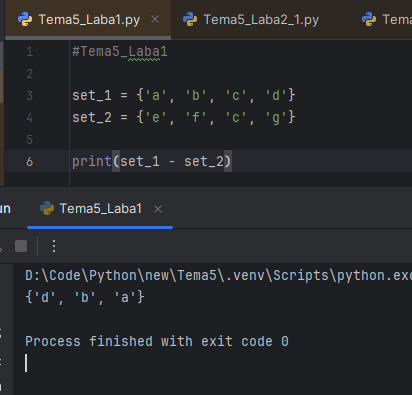 Tema5_Laba1.py × Tema5_Laba2_1.py Tem
1 #Tema5_Laba1
2
3 set_1 = {'a', 'b', 'c', 'd'}
4 set_2 = {'e', 'f', 'c', 'g'}
5
6 print(set_1 - set_2)
un Tema5_Laba1 ×
D:\Code\Python\new\Tema5\.venv\Scripts\python.exe
{'d', 'b', 'a'}
Process finished with exit code 0